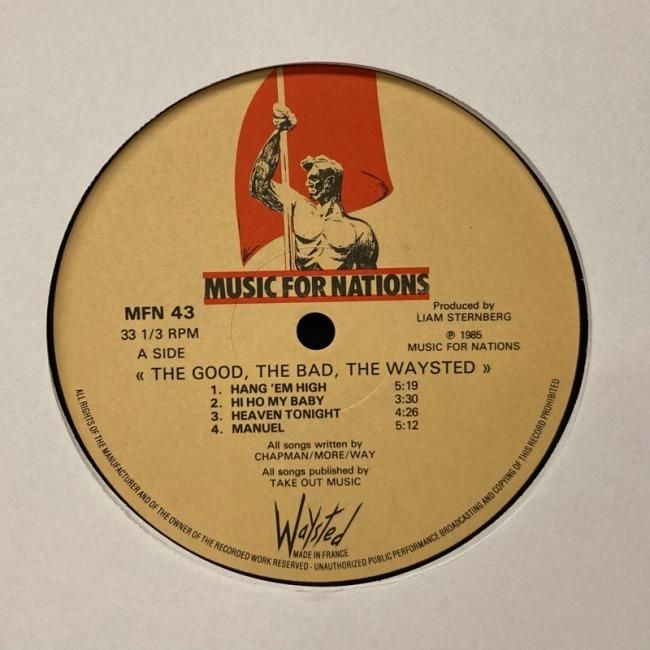 MUSIC FOR NATIONS
MFN 43
33 1/3 RPM
A SIDE
Produced by
LIAM STERNBERG
℗ 1985
MUSIC FOR NATIONS
« THE GOOD, THE BAD, THE WAYSTED »
1. HANG 'EM HIGH 5:19
2. HI HO MY BABY 3:30
3. HEAVEN TONIGHT 4:26
4. MANUEL 5:12
All songs written by
CHAPMAN/MORE/WAY
All songs published by
TAKE OUT MUSIC
Waysted
MADE IN FRANCE
ALL RIGHTS OF THE MANUFACTURER AND OF THE OWNER OF THE RECORDED WORK RESERVED - UNAUTHORIZED PUBLIC PERFORMANCE BROADCASTING AND COPYING OF THIS RECORD PROHIBITED